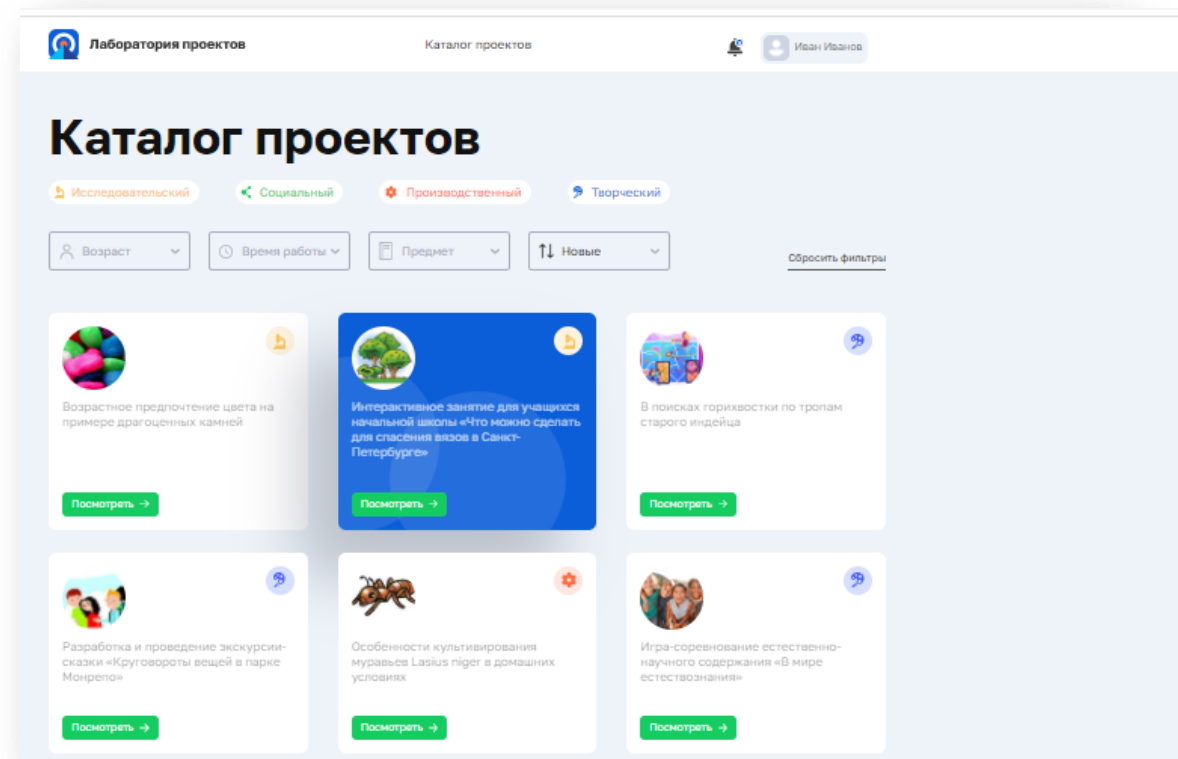 Лаборатория проектов
Каталог проектов
Иван Иванов
Каталог проектов
Исследовательский
Социальный
Производственный
Творческий
Возраст
Время работы
Предмет
Новые
Сбросить фильтры
Возрастное предпочтение цвета на
примере драгоценных камней
Посмотреть →
Интерактивное занятие для учащихся
начальной школы «Что можно сделать
для спасения вязов в Санкт-
Петербурге»
Посмотреть →
В поисках горихвостки по тропам
старого индейца
Посмотреть →
Разработка и проведение экскурсии-
сказки «Круговороты вещей в парке
Монрепо»
Посмотреть →
Особенности культивирования
муравьев Lasius niger в домашних
условиях
Посмотреть →
Игра-соревнование естественно-
научного содержания «В мире
естествознания»
Посмотреть →